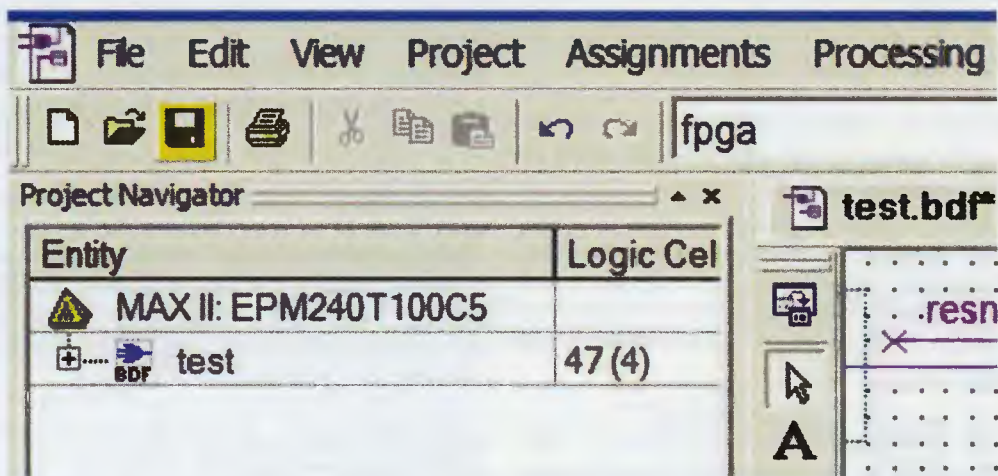 File Edit View Project Assignments Processing
fpga
Project Navigator
test.bdf*
Entity Logic Cel
MAX II: EPM240T100C5
resn
BDF test 47 (4)
A